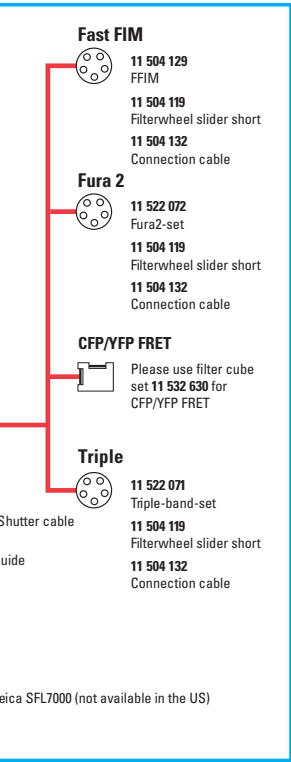 Fast FIM
11 504 129
FFIM
11 504 119
Filterwheel slider short
11 504 132
Connection cable
Fura 2
11 522 072
Fura2-set
11 504 119
Filterwheel slider short
11 504 132
Connection cable
CFP/YFP FRET
Please use filter cube
set 11 532 630 for
CFP/YFP FRET
Triple
11 522 071
Triple-band-set
Shutter cable
11 504 119
Filterwheel slider short
uide
11 504 132
Connection cable
eica SFL7000 (not available in the US)